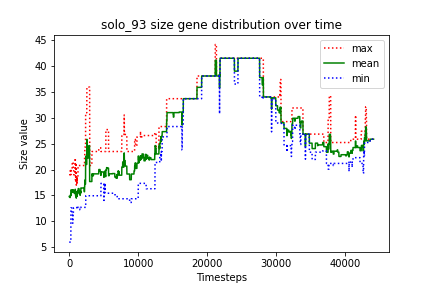 solo_93 size gene distribution over time
45
40
35
30
25
20
15
10
5
Size value
max
mean
min
0 10000 20000 30000 40000
Timesteps